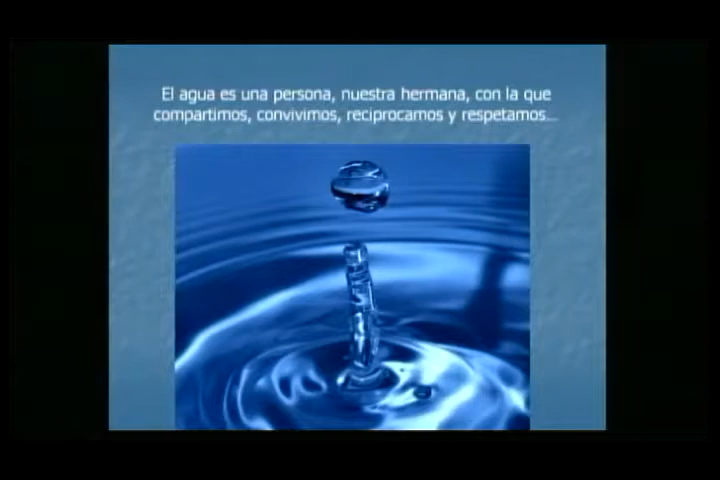 El agua es una persona, nuestra hermana, con la que
compartimos, convivimos, reciprocamos y respetamos...